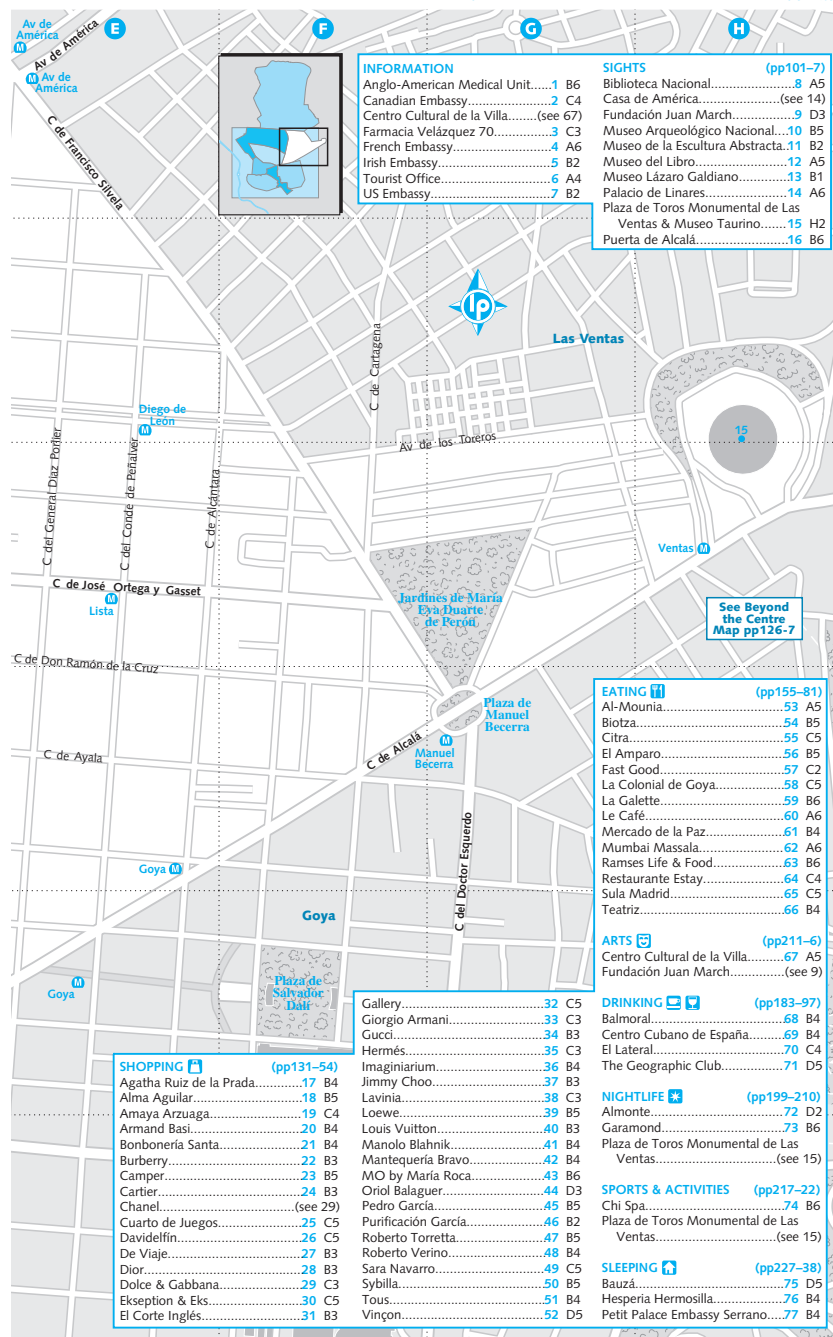 E
F
G
H
Av de
América
M
Av de América
M Av de
América
C de Francisco Silvela
INFORMATION
Anglo-American Medical Unit......1 B6
Canadian Embassy........................2 C4
Centro Cultural de la Villa........(see 67)
Farmacia Velázquez 70...................3 C3
French Embassy.............................4 A6
Irish Embassy................................5 B2
Tourist Office................................6 A4
US Embassy..................................7 B2
SIGHTS (pp101–7)
Biblioteca Nacional.......................8 A5
Casa de América.......................(see 14)
Fundación Juan March...................9 D3
Museo Arqueológico Nacional....10 B5
Museo de la Escultura Abstracta.11 B2
Museo del Libro...........................12 A5
Museo Lázaro Galdiano................13 B1
Palacio de Linares........................14 A6
Plaza de Toros Monumental de Las
Ventas & Museo Taurino.......15 H2
Puerta de Alcalá..........................16 B6
lp
Las Ventas
C de Cartagena
Diego de
León
M
Av de los Toreros
15
C del General Díaz Porlier
C del Conde de Peñalver
C de Alcántara
Ventas M
C de José Ortega y Gasset
M
Lista
Jardines de María
Eva Duarte
de Perón
See Beyond
the Centre
Map pp126-7
C de Don Ramón de la Cruz
Plaza de
Manuel
Becerra
M
Manuel
Becerra
C de Alcalá
C de Ayala
C del Doctor Esquerdo
Goya M
Goya
M
Goya
Plaza de
Salvador
Dalí
EATING (pp155–81)
Al-Mounia..................................53 A5
Biotza........................................54 B5
Citra..........................................55 C5
El Amparo..................................56 B5
Fast Good..................................57 C2
La Colonial de Goya....................58 C5
La Galette..................................59 B6
Le Café......................................60 A6
Mercado de la Paz......................61 B4
Mumbai Massala.........................62 A6
Ramses Life & Food....................63 B6
Restaurante Estay.......................64 C4
Sula Madrid................................65 C5
Teatriz.......................................66 B4
ARTS (pp211–6)
Centro Cultural de la Villa............67 A5
Fundación Juan March..............(see 9)
DRINKING (pp183–97)
Balmoral....................................68 B4
Centro Cubano de España...........69 B4
El Lateral...................................70 C4
The Geographic Club..................71 D5
NIGHTLIFE (pp199–210)
Almonte....................................72 D2
Garamond.................................73 B6
Plaza de Toros Monumental de Las
Ventas............................(see 15)
SPORTS & ACTIVITIES (pp217–22)
Chi Spa.....................................74 B6
Plaza de Toros Monumental de Las
Ventas............................(see 15)
SLEEPING (pp227–38)
Bauzá.......................................75 D5
Hesperia Hermosilla...................76 B4
Petit Palace Embassy Serrano.....77 B4
SHOPPING (pp131–54)
Agatha Ruiz de la Prada..............17 B4
Alma Aguilar..............................18 B5
Amaya Arzuaga..........................19 C4
Armand Basi..............................20 B4
Bonbonería Santa.......................21 B4
Burberry....................................22 B3
Camper.....................................23 B5
Cartier.......................................24 B3
Chanel...................................(see 29)
Cuarto de Juegos.......................25 C5
Davidelfín..................................26 C5
De Viaje....................................27 B3
Dior..........................................28 B3
Dolce & Gabbana.......................29 C3
Ekseption & Eks.........................30 C5
El Corte Inglés...........................31 B3
Gallery......................................32 C5
Giorgio Armani..........................33 C3
Gucci........................................34 B3
Hermés.....................................35 C3
Imaginiarium.............................36 B4
Jimmy Choo..............................37 B3
Lavinia......................................38 C3
Loewe.......................................39 B5
Louis Vuitton.............................40 B3
Manolo Blahnik..........................41 B4
Mantequería Bravo.....................42 B4
MO by María Roca......................43 B6
Oriol Balaguer...........................44 D3
Pedro García..............................45 B5
Purificación García.....................46 B2
Roberto Torretta........................47 B5
Roberto Verino..........................48 B4
Sara Navarro.............................49 C5
Sybilla.......................................50 B5
Tous.........................................51 B4
Vinçon......................................52 D5